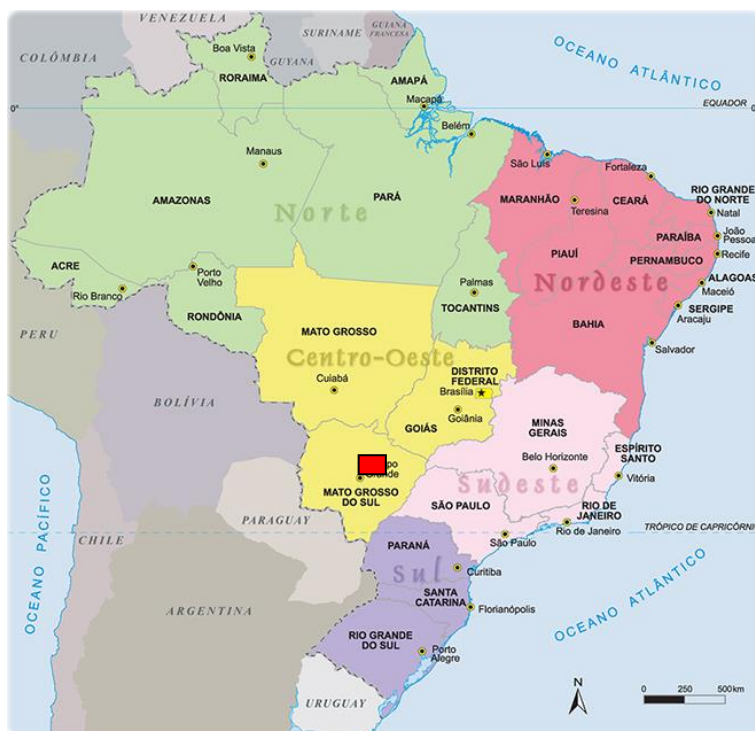 VENEZUELA
SURINAME
GUIANA
FRANCESA
GUYANA
COLÔMBIA
Boa Vista
RORAIMA
AMAPÁ
Macapá
OCEANO ATLÂNTICO
EQUADOR
0°
0°
Belém
Manaus
São Luís
Fortaleza
AMAZONAS
PARÁ
Norte
MARANHÃO
Teresina
CEARÁ
RIO GRANDE
DO NORTE
Natal
João
Pessoa
PARAÍBA
PIAUÍ
PERNAMBUCO
Recife
ACRE
Rio Branco
Porto
Velho
RONDÔNIA
Palmas
TOCANTINS
Nordeste
ALAGOAS
Maceió
SERGIPE
Aracaju
BAHIA
Salvador
PERU
MATO GROSSO
Centro-Oeste
Cuiabá
DISTRITO
FEDERAL
Brasília
Goiânia
GOIÁS
BOLÍVIA
MINAS
GERAIS
Belo Horizonte
ESPÍRITO
SANTO
Vitória
Sudeste
po
MATO GROSSO
DO SUL
SÃO PAULO
RIO DE
JANEIRO
Rio de Janeiro
São Paulo
TRÓPICO DE CAPRICÓRNI
PARAGUAY
CHILE
OCEANO PACÍFICO
PARANÁ
Sul
Curitiba
SANTA
CATARINA
Florianópolis
OCEANO ATLÂNTICO
ARGENTINA
RIO GRANDE
DO SUL
Porto
Alegre
URUGUAY
N
0 250 500 km